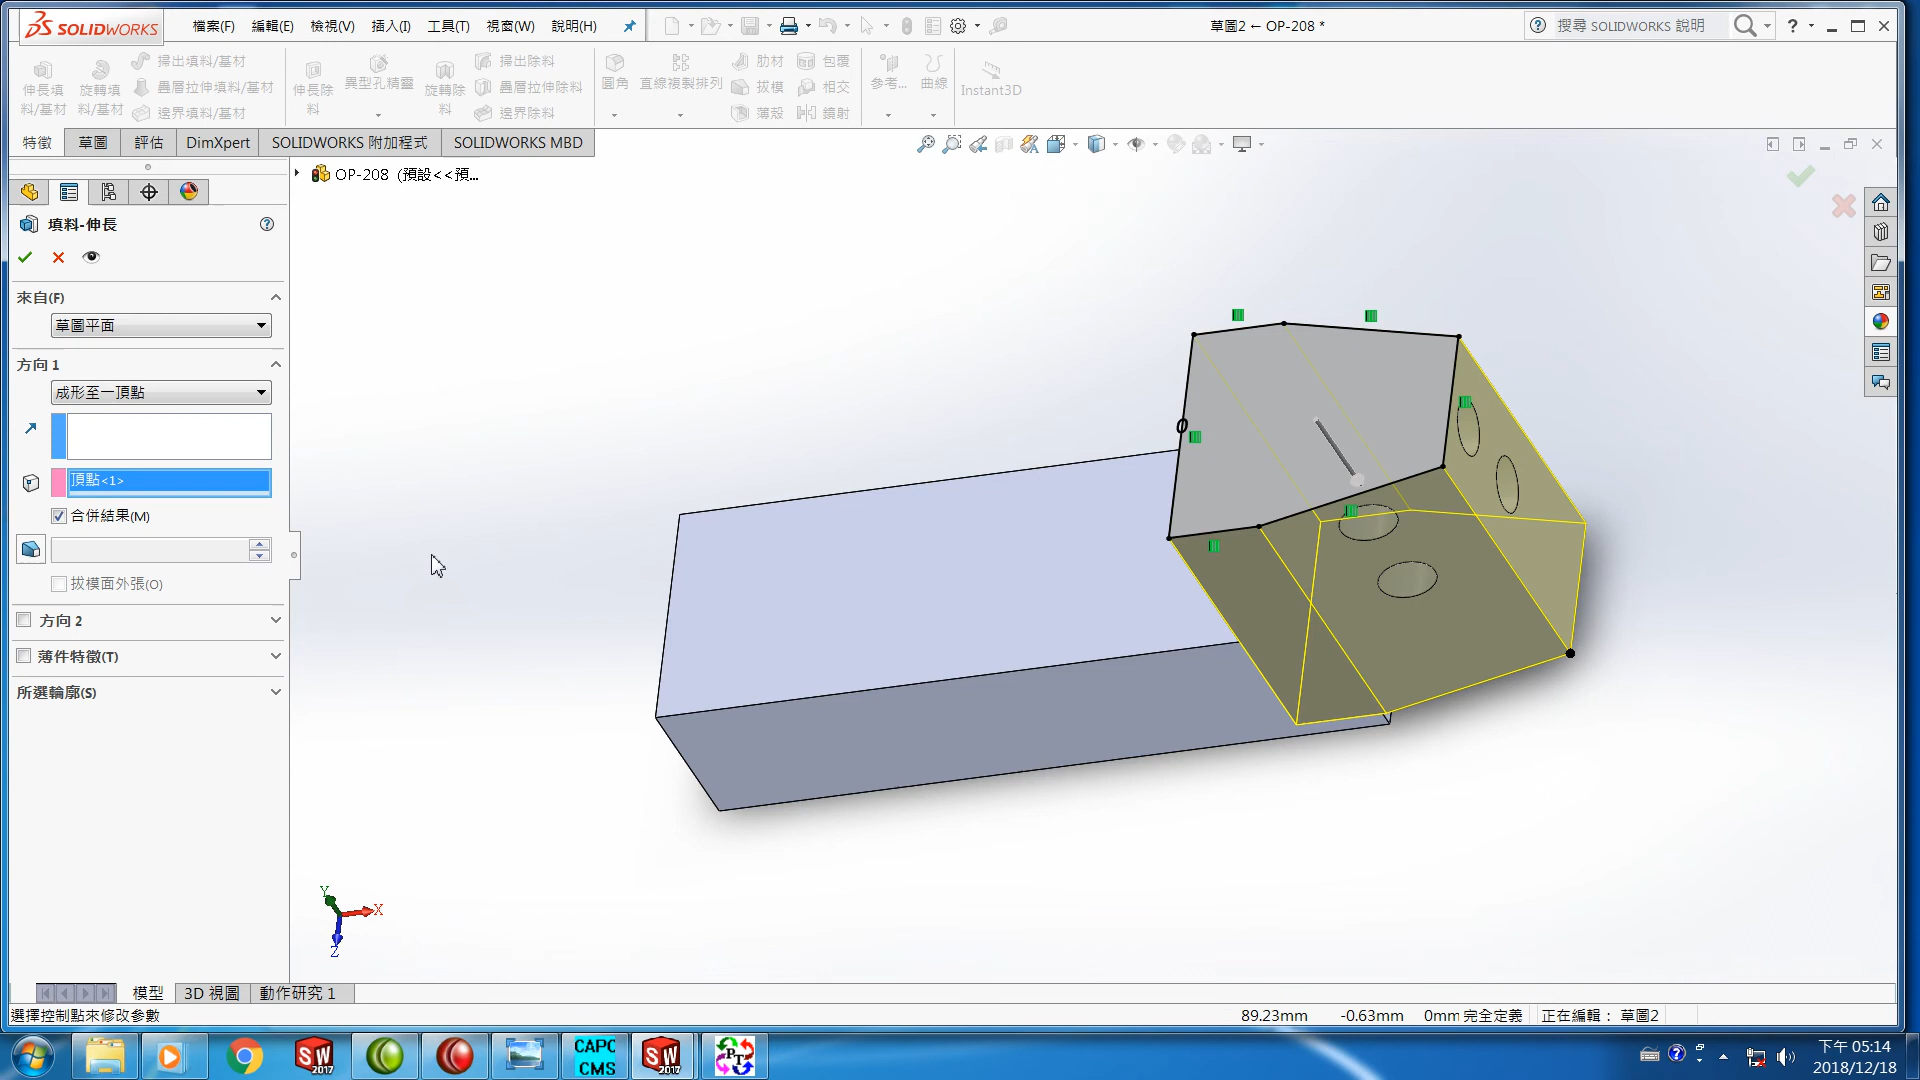 SOLIDWORKS 檔案(F) 編輯(E) 檢視(V) 插入(I) 工具(T) 視窗(W) 說明(H) 草圖2 ← OP-208 * 搜尋 SOLIDWORKS 說明 ?
伸長填料/基材 旋轉填料/基材 掃出填料/基材 疊層拉伸填料/基材 邊界填料/基材 伸長除料 異型孔精靈 旋轉除料 掃出除料 疊層拉伸除料 邊界除料 圓角 直線複製排列 肋材 拔模 薄殼 包覆 相交 鏡射 參考... 曲線 Instant3D
特徵 草圖 評估 DimXpert SOLIDWORKS 附加程式 SOLIDWORKS MBD
OP-208 (預設<<預...
填料-伸長
來自(F)
草圖平面
方向 1
成形至一頂點
頂點<1>
合併結果(M)
拔模面外張(O)
方向 2
薄件特徵(T)
所選輪廓(S)
Y
X
Z
模型 3D 視圖 動作研究 1
選擇控制點來修改參數 89.23mm -0.63mm 0mm 完全定義 正在編輯： 草圖2
SW 2017 CAPC CMS SW 2017 PT
下午 05:14
2018/12/18